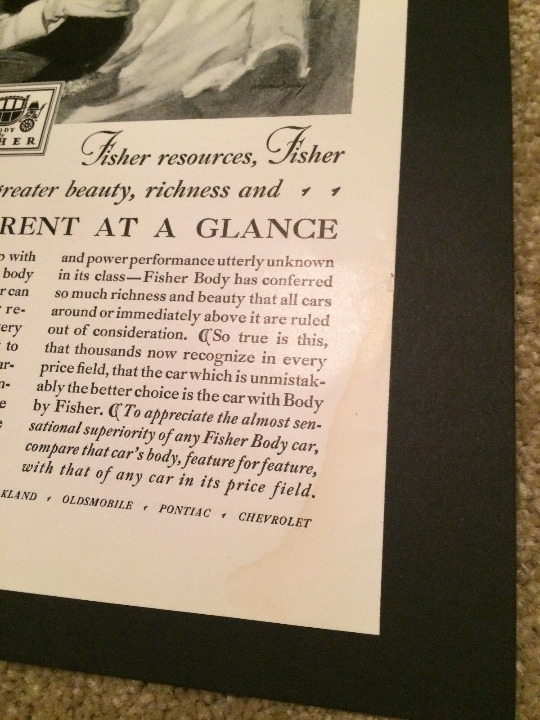 ODY
HER
Fisher resources, Fisher
greater beauty, richness and
RENT AT A GLANCE
with
body
r can
re-
ery
to
ar-
n-
e
e
and power performance utterly unknown
in its class—Fisher Body has conferred
so much richness and beauty that all cars
around or immediately above it are ruled
out of consideration. ⸿So true is this,
that thousands now recognize in every
price field, that the car which is unmistak-
ably the better choice is the car with Body
by Fisher. ⸿To appreciate the almost sen-
sational superiority of any Fisher Body car,
compare that car's body, feature for feature,
with that of any car in its price field.
KLAND, OLDSMOBILE, PONTIAC, CHEVROLET